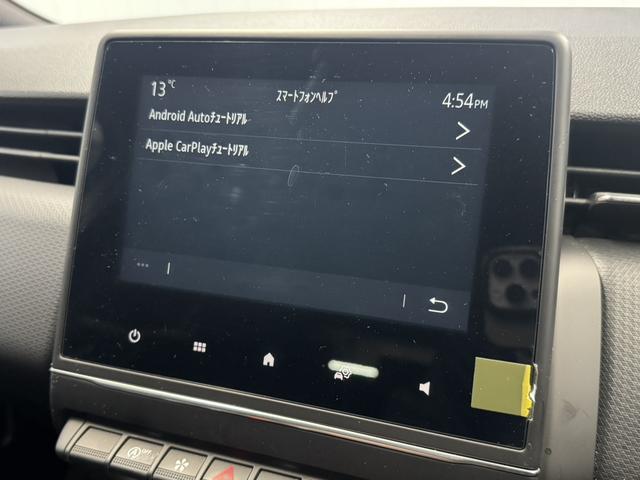 13 °C
スマートフォンヘルプ
4:54PM
Android Autoチュートリアル
Apple CarPlayチュートリアル
OFF